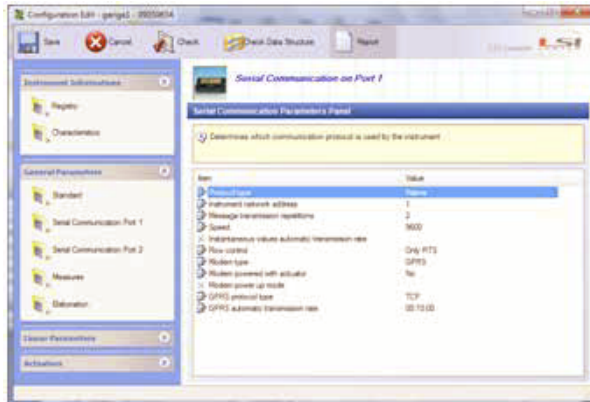 Configuration Edit -
Save Cancel Check Check Data Structure Report
LSI
Instrument Informations
Registry
Characteristics
General Parameters
Standard
Serial Communication Port 1
Serial Communication Port 2
Measures
Elaboration
Linear Parameters
Actuators
Serial Communication on Port 1
Serial Communication Parameters Panel
Determines which communication protocol is used by the instrument
Item Value
Protocol type
Instrument network address 1
Message transmission repetitions 2
Speed 9600
Instantaneous values automatic transmission rate
Flow control Only RTS
Modem type GPRS
Modem powered with actuator No
Modem power up mode
GPRS protocol type TCP
GPRS automatic transmission rate 00:10:00